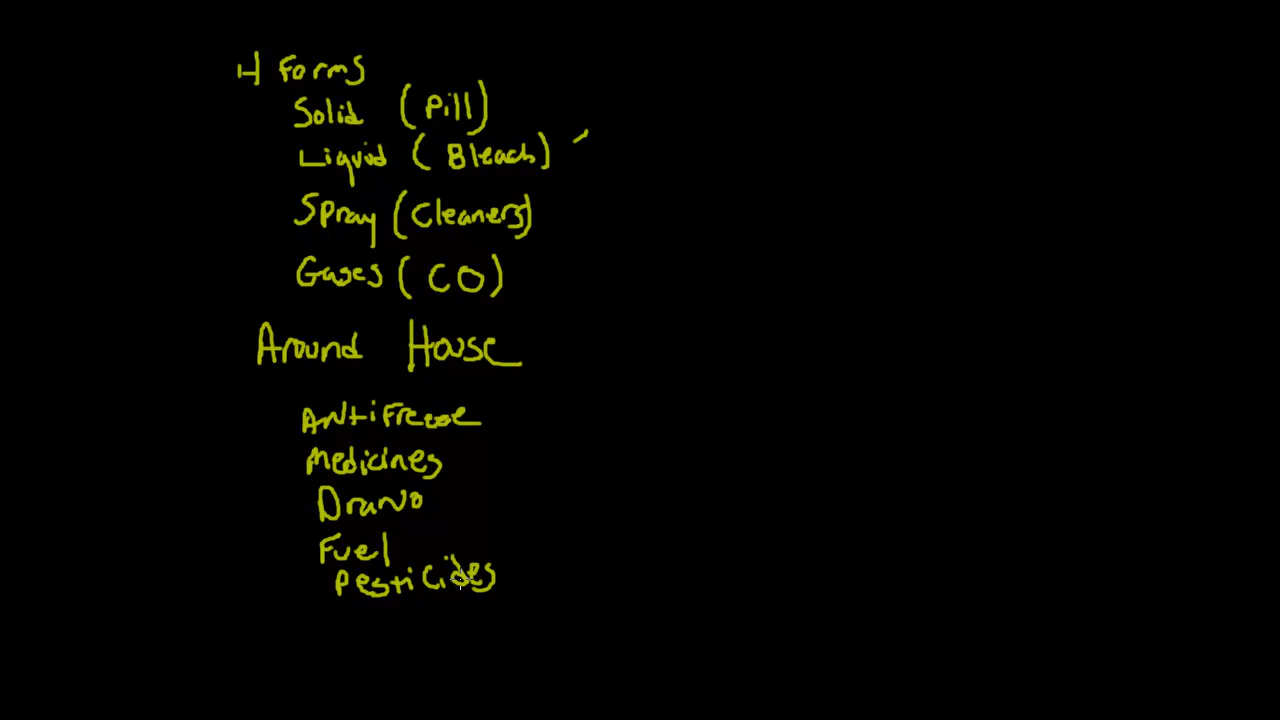 4 Forms
Solid (Pill)
Liquid (Bleach)
Spray (Cleaners)
Gases (CO)
Around House
Antifreeze
Medicines
Drano
Fuel
Pesticides